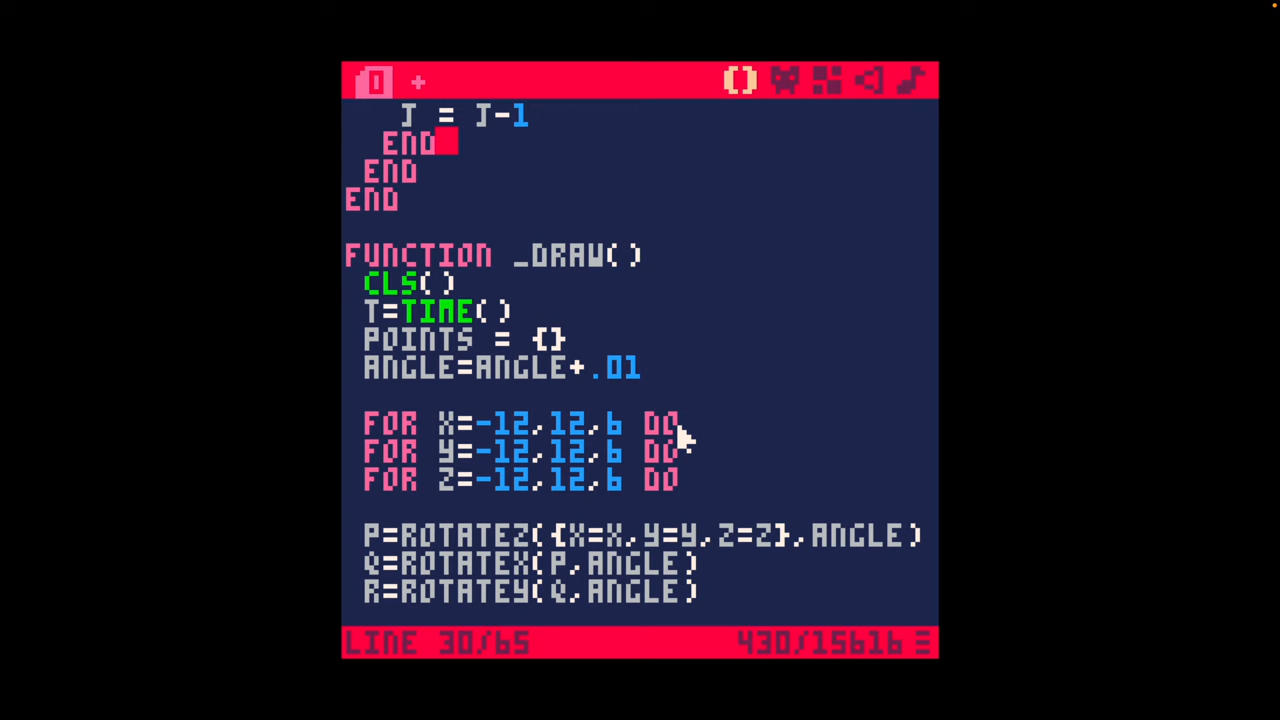 0 +
J = J-1
END
END
END
FUNCTION _DRAW()
CLS()
T=TIME()
POINTS = {}
ANGLE=ANGLE+.01
FOR X=-12,12,6 DO
FOR Y=-12,12,6 DO
FOR Z=-12,12,6 DO
P=ROTATEZ({X=X,Y=Y,Z=Z},ANGLE)
Q=ROTATEX(P,ANGLE)
R=ROTATEY(Q,ANGLE)
LINE 30/65 430/15616